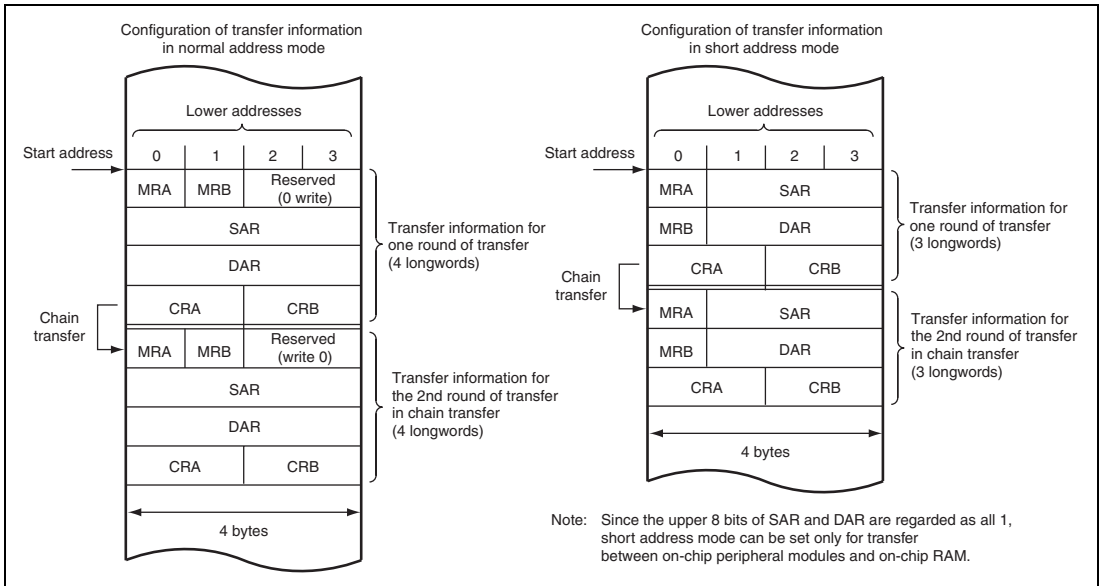 Configuration of transfer information
in normal address mode
Lower addresses
Start address
0 1 2 3
MRA MRB Reserved
(0 write)
SAR
DAR
CRA CRB
Transfer information for
one round of transfer
(4 longwords)
Chain
transfer
MRA MRB Reserved
(write 0)
SAR
DAR
CRA CRB
Transfer information for
the 2nd round of transfer
in chain transfer
(4 longwords)
4 bytes
Configuration of transfer information
in short address mode
Lower addresses
Start address
0 1 2 3
MRA SAR
MRB DAR
CRA CRB
Transfer information for
one round of transfer
(3 longwords)
Chain
transfer
MRA SAR
MRB DAR
CRA CRB
Transfer information for
the 2nd round of transfer
in chain transfer
(3 longwords)
4 bytes
Note: Since the upper 8 bits of SAR and DAR are regarded as all 1,
short address mode can be set only for transfer
between on-chip peripheral modules and on-chip RAM.